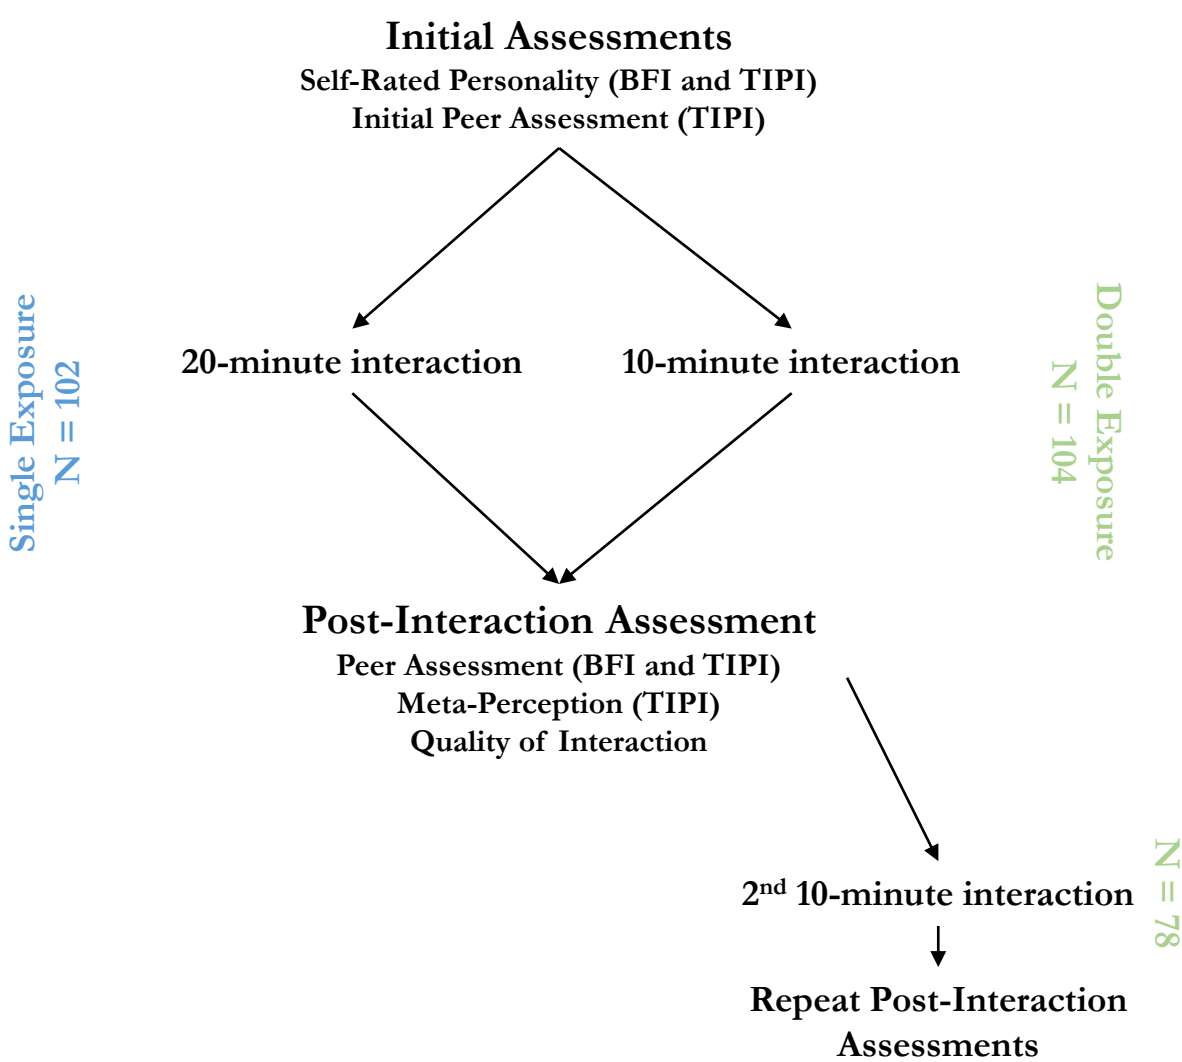 Initial Assessments
Self-Rated Personality (BFI and TIPI)
Initial Peer Assessment (TIPI)
Single Exposure
N = 102
20-minute interaction
10-minute interaction
Double Exposure
N = 104
Post-Interaction Assessment
Peer Assessment (BFI and TIPI)
Meta-Perception (TIPI)
Quality of Interaction
2nd 10-minute interaction
N = 78
Repeat Post-Interaction
Assessments